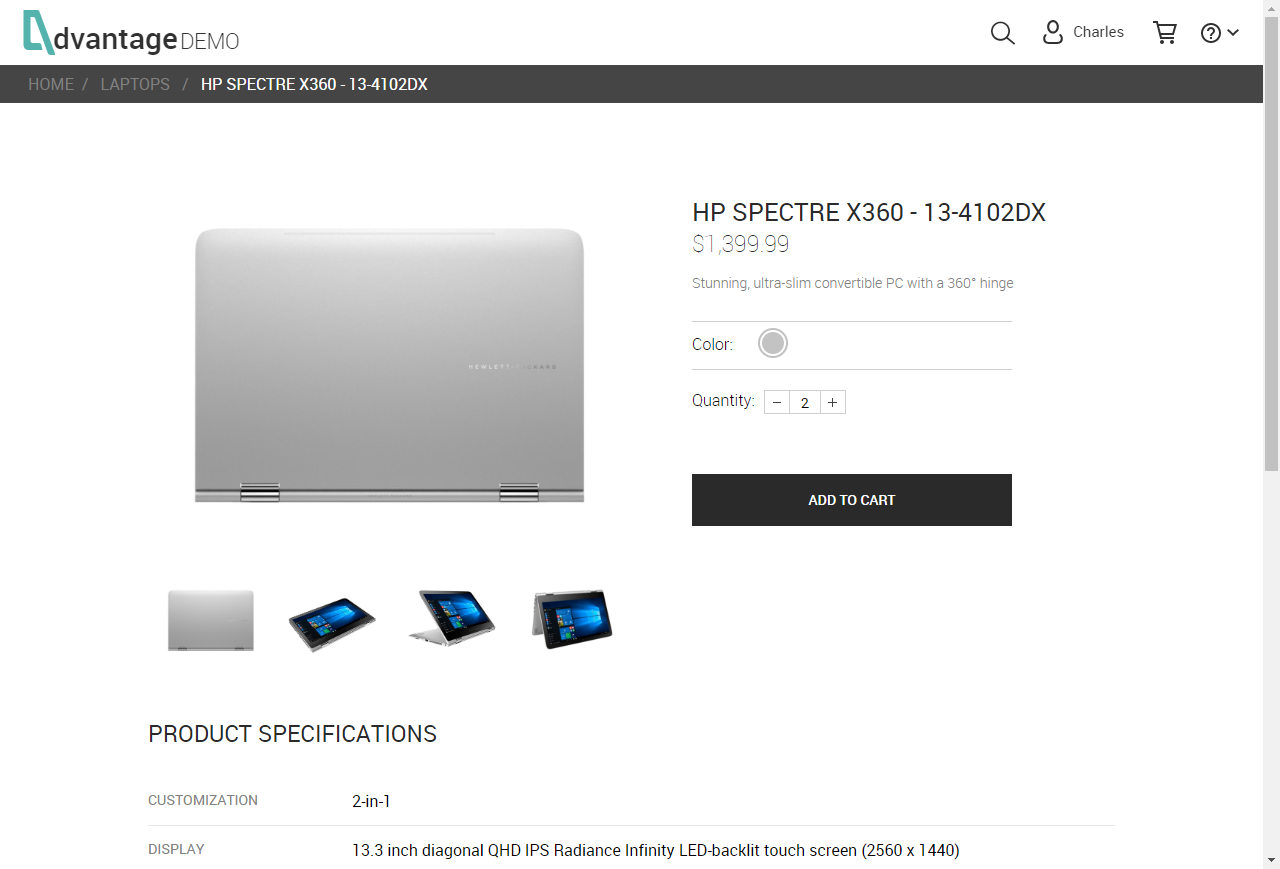 dvantage DEMO
Charles
HOME / LAPTOPS / HP SPECTRE X360 - 13-4102DX
HP SPECTRE X360 - 13-4102DX
$1,399.99
Stunning, ultra-slim convertible PC with a 360° hinge
Color:
Quantity: − 2 +
ADD TO CART
PRODUCT SPECIFICATIONS
CUSTOMIZATION 2-in-1
DISPLAY 13.3 inch diagonal QHD IPS Radiance Infinity LED-backlit touch screen (2560 x 1440)